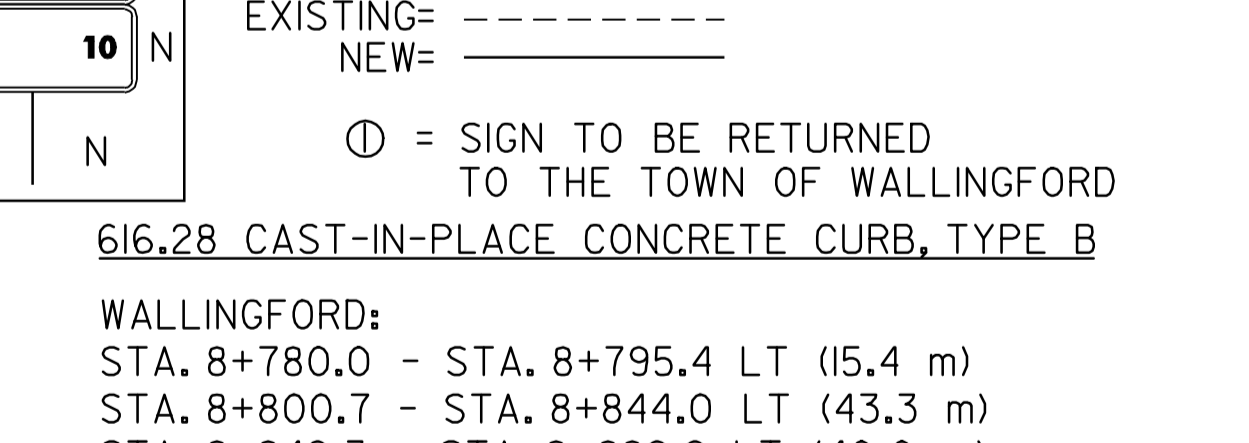 EXISTING=
10 N
NEW=
N
① = SIGN TO BE RETURNED
TO THE TOWN OF WALLINGFORD
616.28 CAST-IN-PLACE CONCRETE CURB, TYPE B
WALLINGFORD:
STA. 8+780.0 - STA. 8+795.4 LT (15.4 m)
STA. 8+800.7 - STA. 8+844.0 LT (43.3 m)